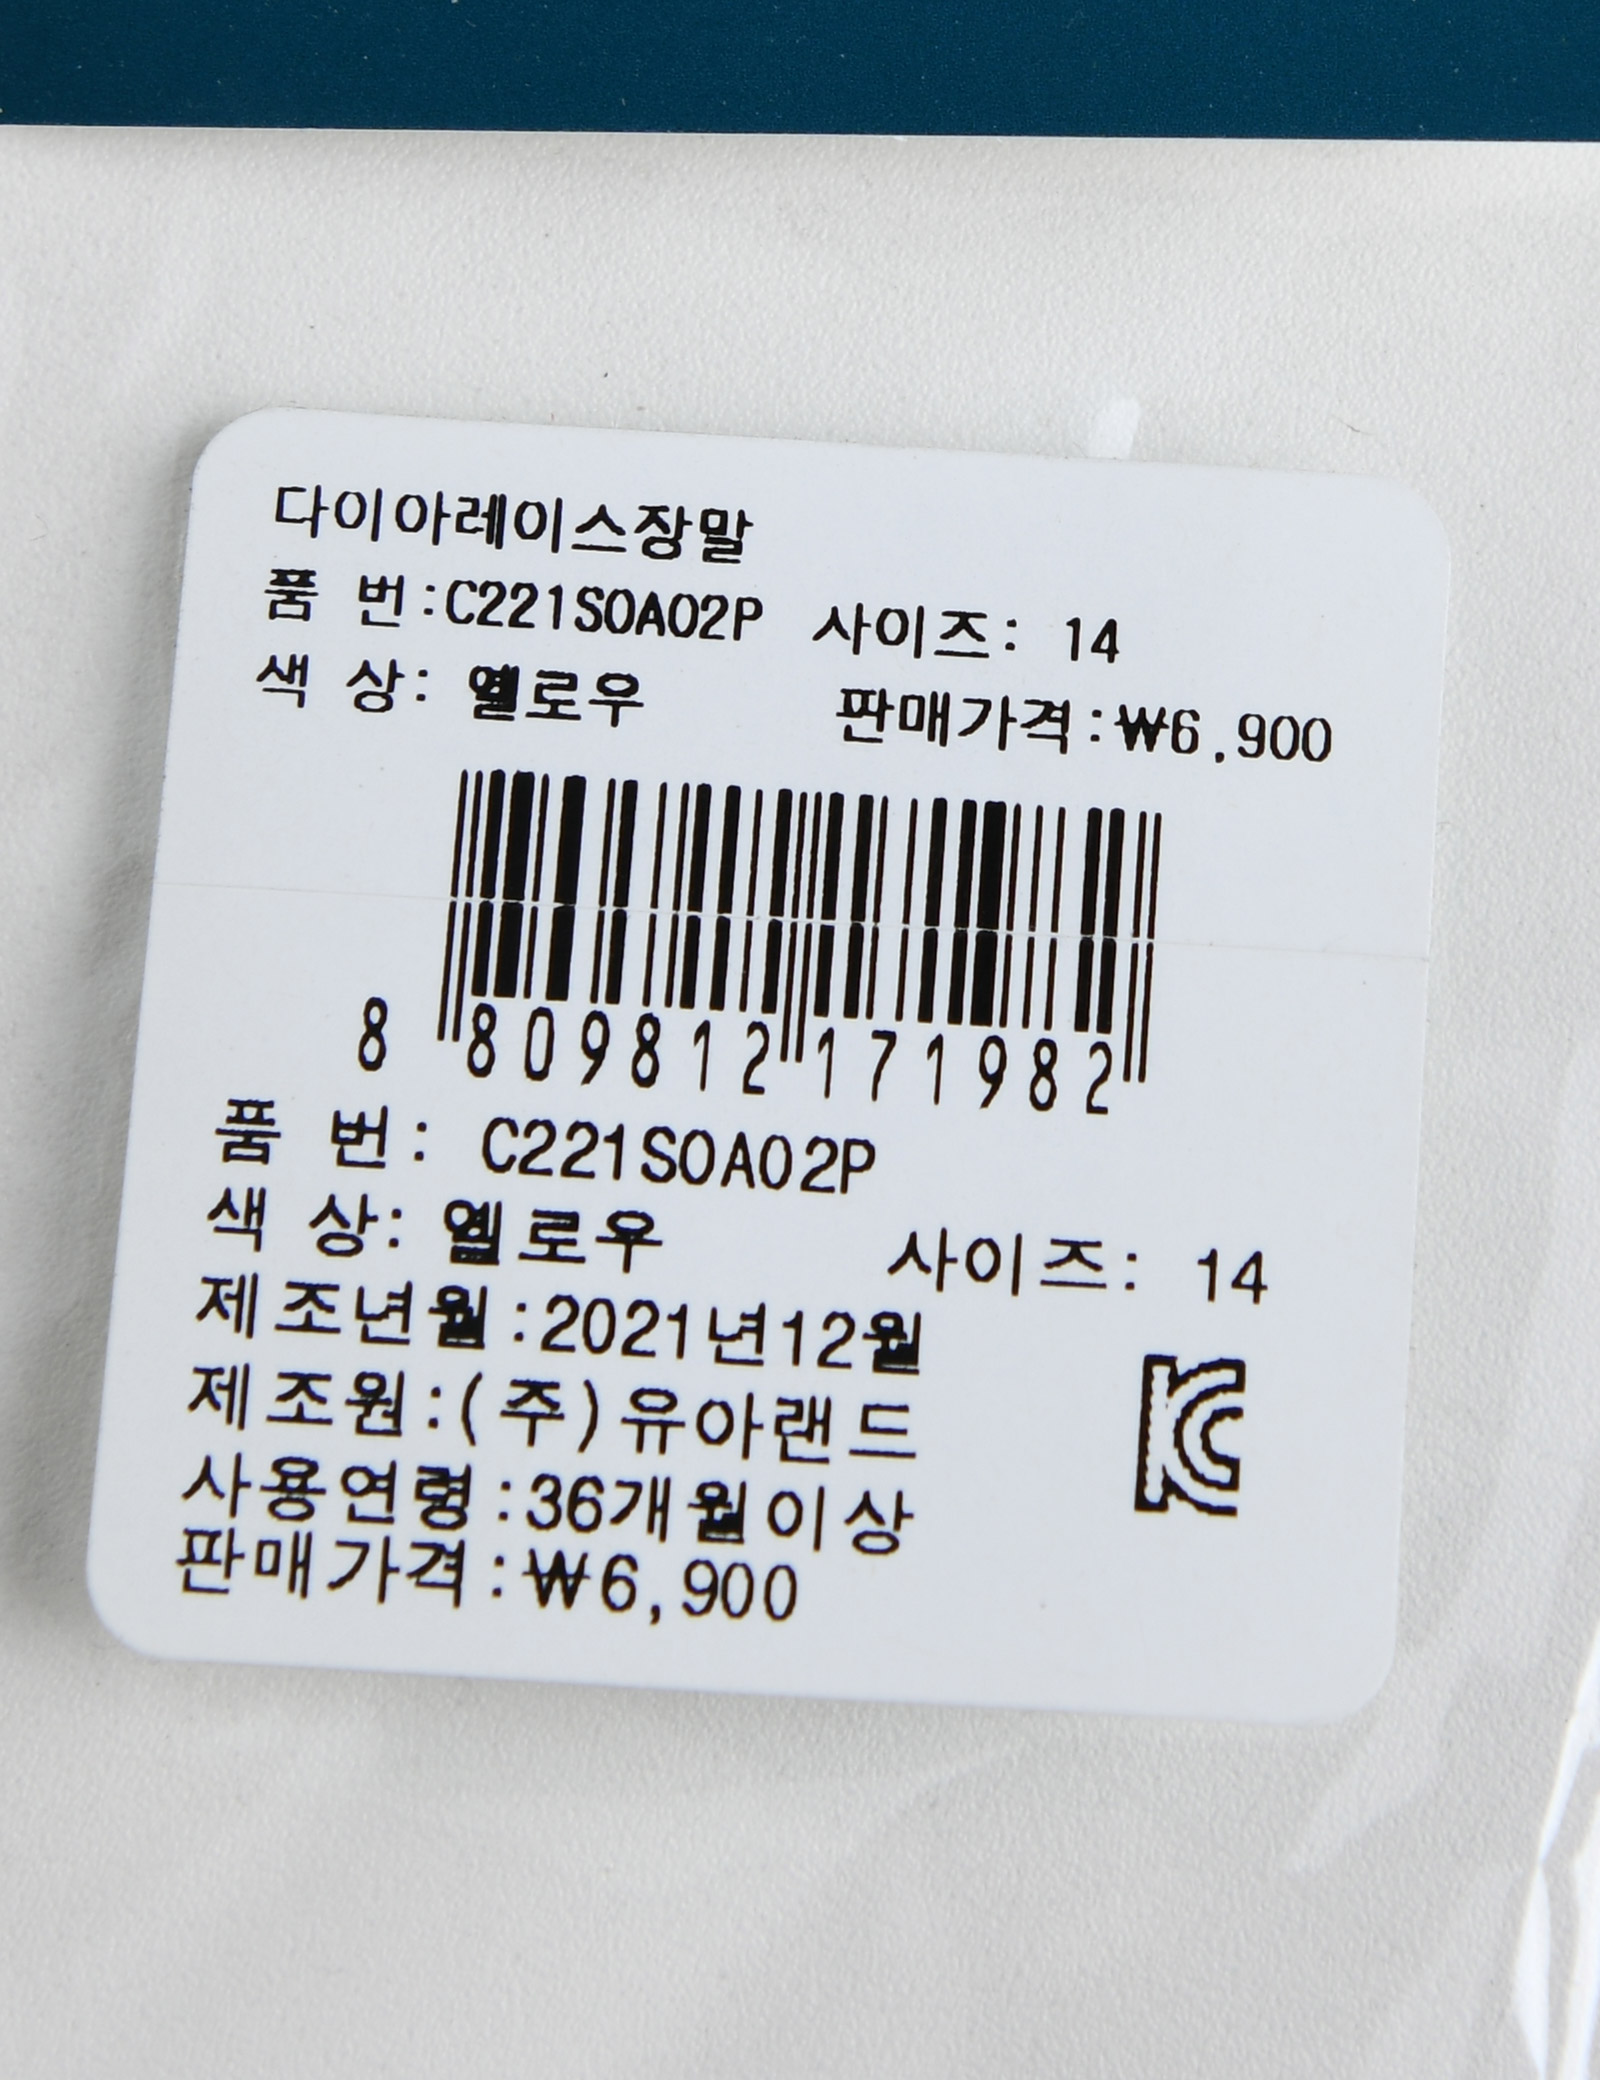 다이아레이스장말
품 번:C221SOA02P 사이즈: 14
색 상: 옐로우 판매가격:₩6,900
8 809812 171982
품 번: C221SOA02P
색 상: 옐로우 사이즈: 14
제조년월:2021년12월
제조원:(주)유아랜드
사용연령:36개월이상
판매가격:₩6,900